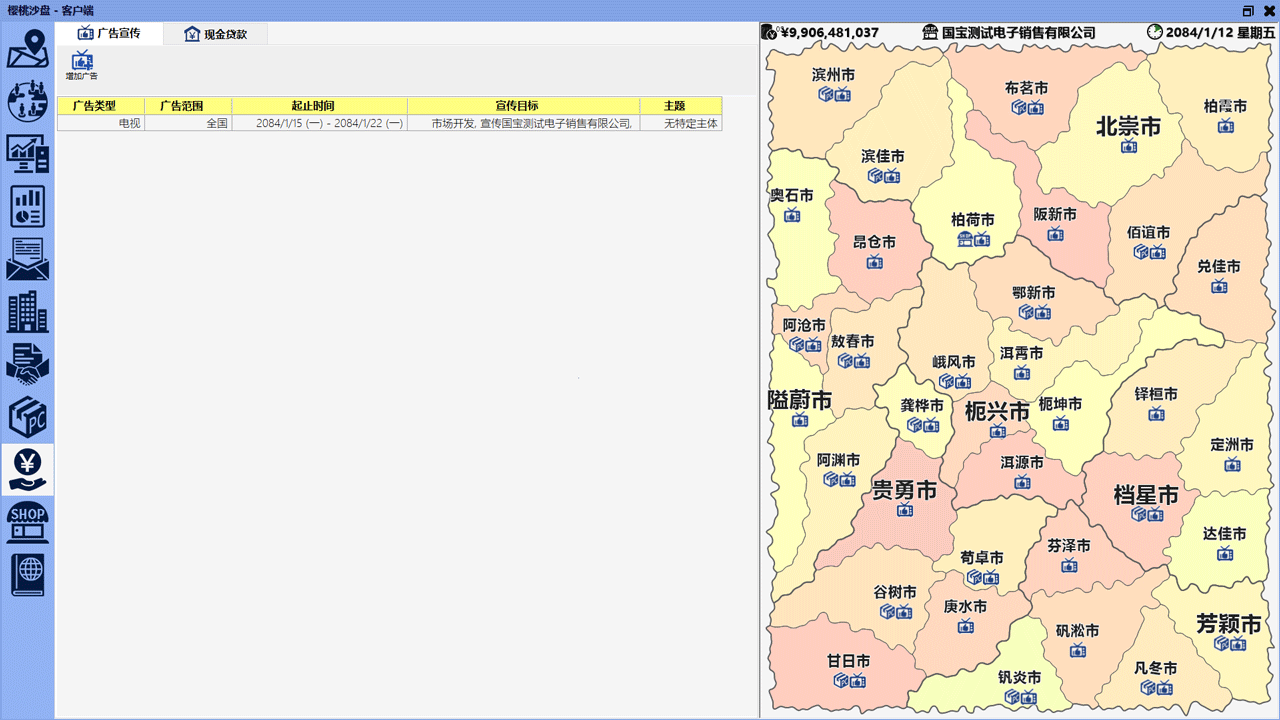 樱桃沙盘 - 客户端
广告宣传
现金贷款
增加广告
广告类型 广告范围 起止时间 宣传目标 主题
电视 全国 2084/1/15 (一) - 2084/1/22 (一) 市场开发, 宣传国宝测试电子销售有限公司, 无特定主体
PC
SHOP
¥9,906,481,037
国宝测试电子销售有限公司
2084/1/12 星期五
滨州市
布茗市
柏霞市
北崇市
滨佳市
奥石市
柏荷市
阪新市
佰谊市
昂仓市
兑佳市
鄂新市
阿沧市
敖春市
洱霄市
峨风市
铎桓市
隘蔚市
龚桦市
枙兴市
枙坤市
定洲市
阿渊市
洱源市
贵勇市
档星市
达佳市
芬泽市
荀卓市
谷树市
庚水市
芳颖市
矾淞市
甘日市
凡冬市
钒炎市